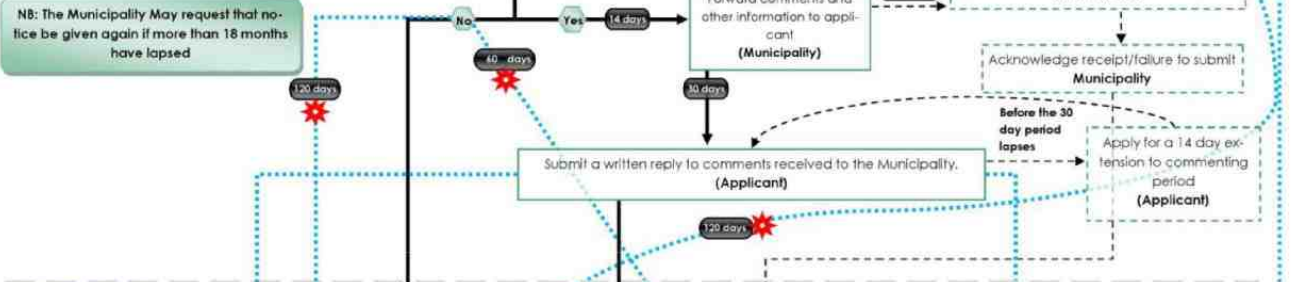 NB: The Municipality May request that no-
tice be given again if more than 18 months
have lapsed
No
Yes
14 days
Forward comments and
other information to appli-
cant
(Municipality)
60 days
120 days
30 days
Acknowledge receipt/failure to submit
Municipality
Before the 30
day period
lapses
Apply for a 14 day ex-
tension to commenting
period
(Applicant)
Submit a written reply to comments received to the Municipality.
(Applicant)
120 days